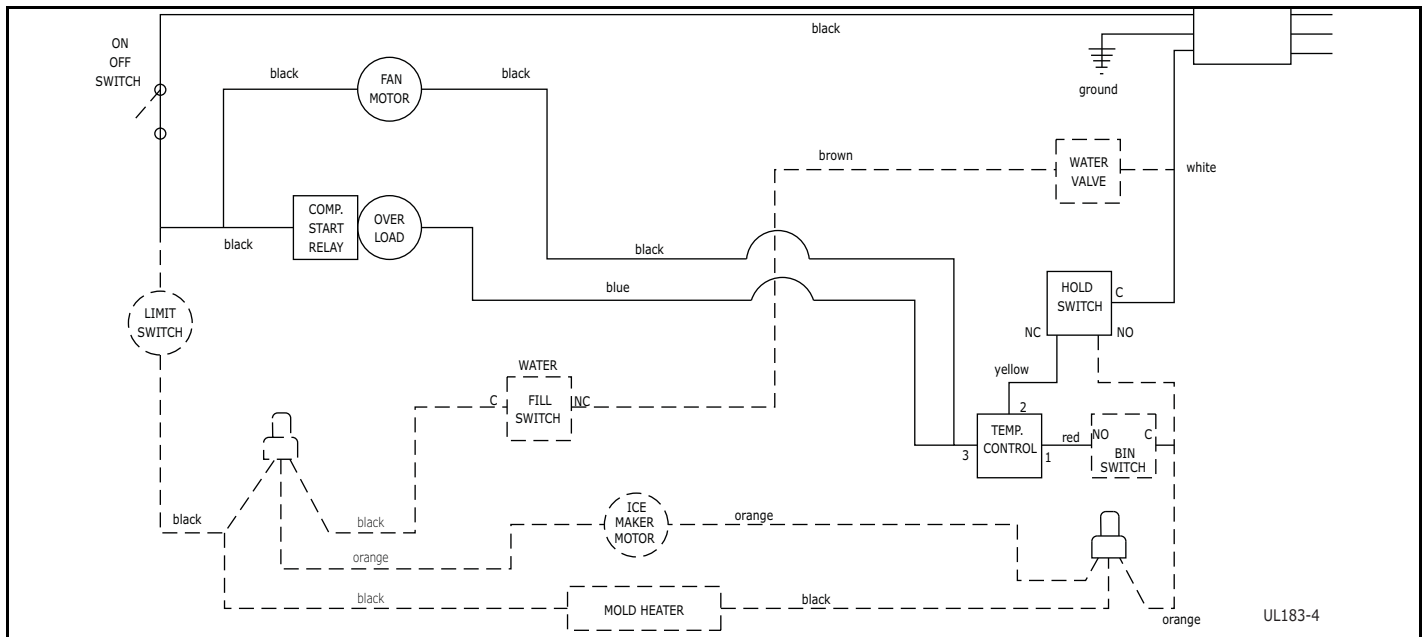 black
ON
OFF
SWITCH
black
FAN
MOTOR
black
ground
brown
WATER
VALVE
white
COMP.
START
RELAY
OVER
LOAD
black
black
blue
HOLD
SWITCH
C
NC
NO
LIMIT
SWITCH
WATER
C
FILL
SWITCH
NC
yellow
2
TEMP.
CONTROL
3
1
red
NO
C
BIN
SWITCH
black
black
orange
ICE
MAKER
MOTOR
orange
black
MOLD HEATER
black
orange
UL183-4